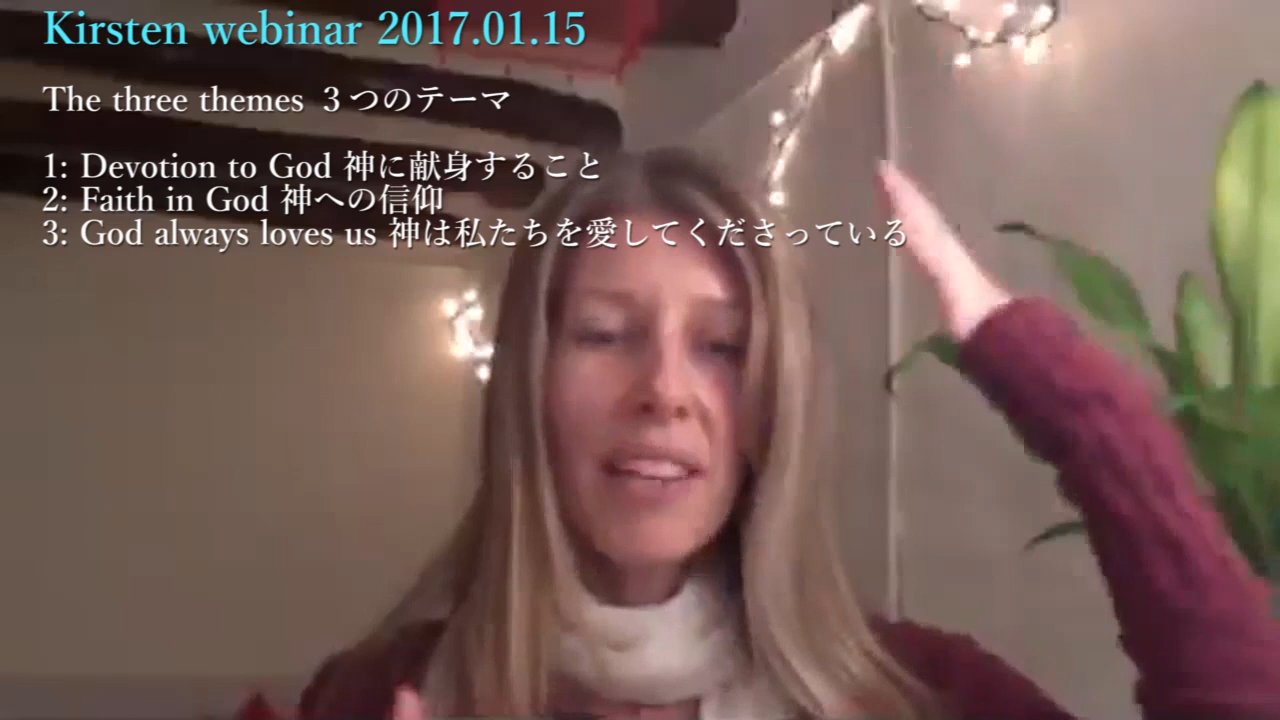 Kirsten webinar 2017.01.15
The three themes ３つのテーマ
1: Devotion to God 神に献身すること
2: Faith in God 神への信仰
3: God always loves us 神は私たちを愛してくださっている